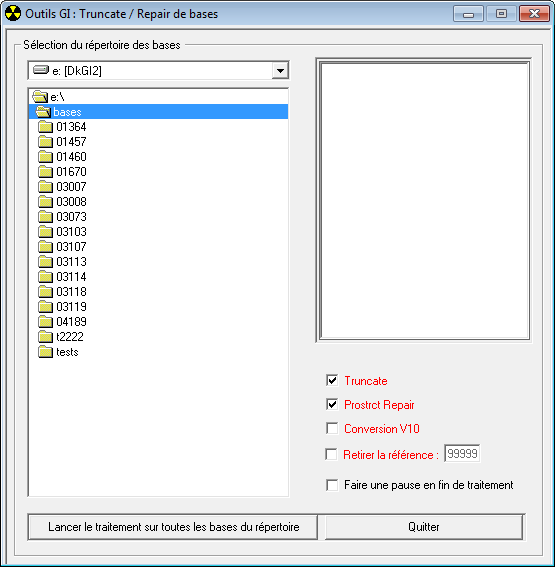 Outils GI : Truncate / Repair de bases
Sélection du répertoire des bases
e: [DkGI2]
e:\
bases
01364
01457
01460
01670
03007
03008
03073
03103
03107
03113
03114
03118
03119
04189
t2222
tests
Truncate
Prostrct Repair
Conversion V10
Retirer la référence : 99999
Faire une pause en fin de traitement
Lancer le traitement sur toutes les bases du répertoire
Quitter